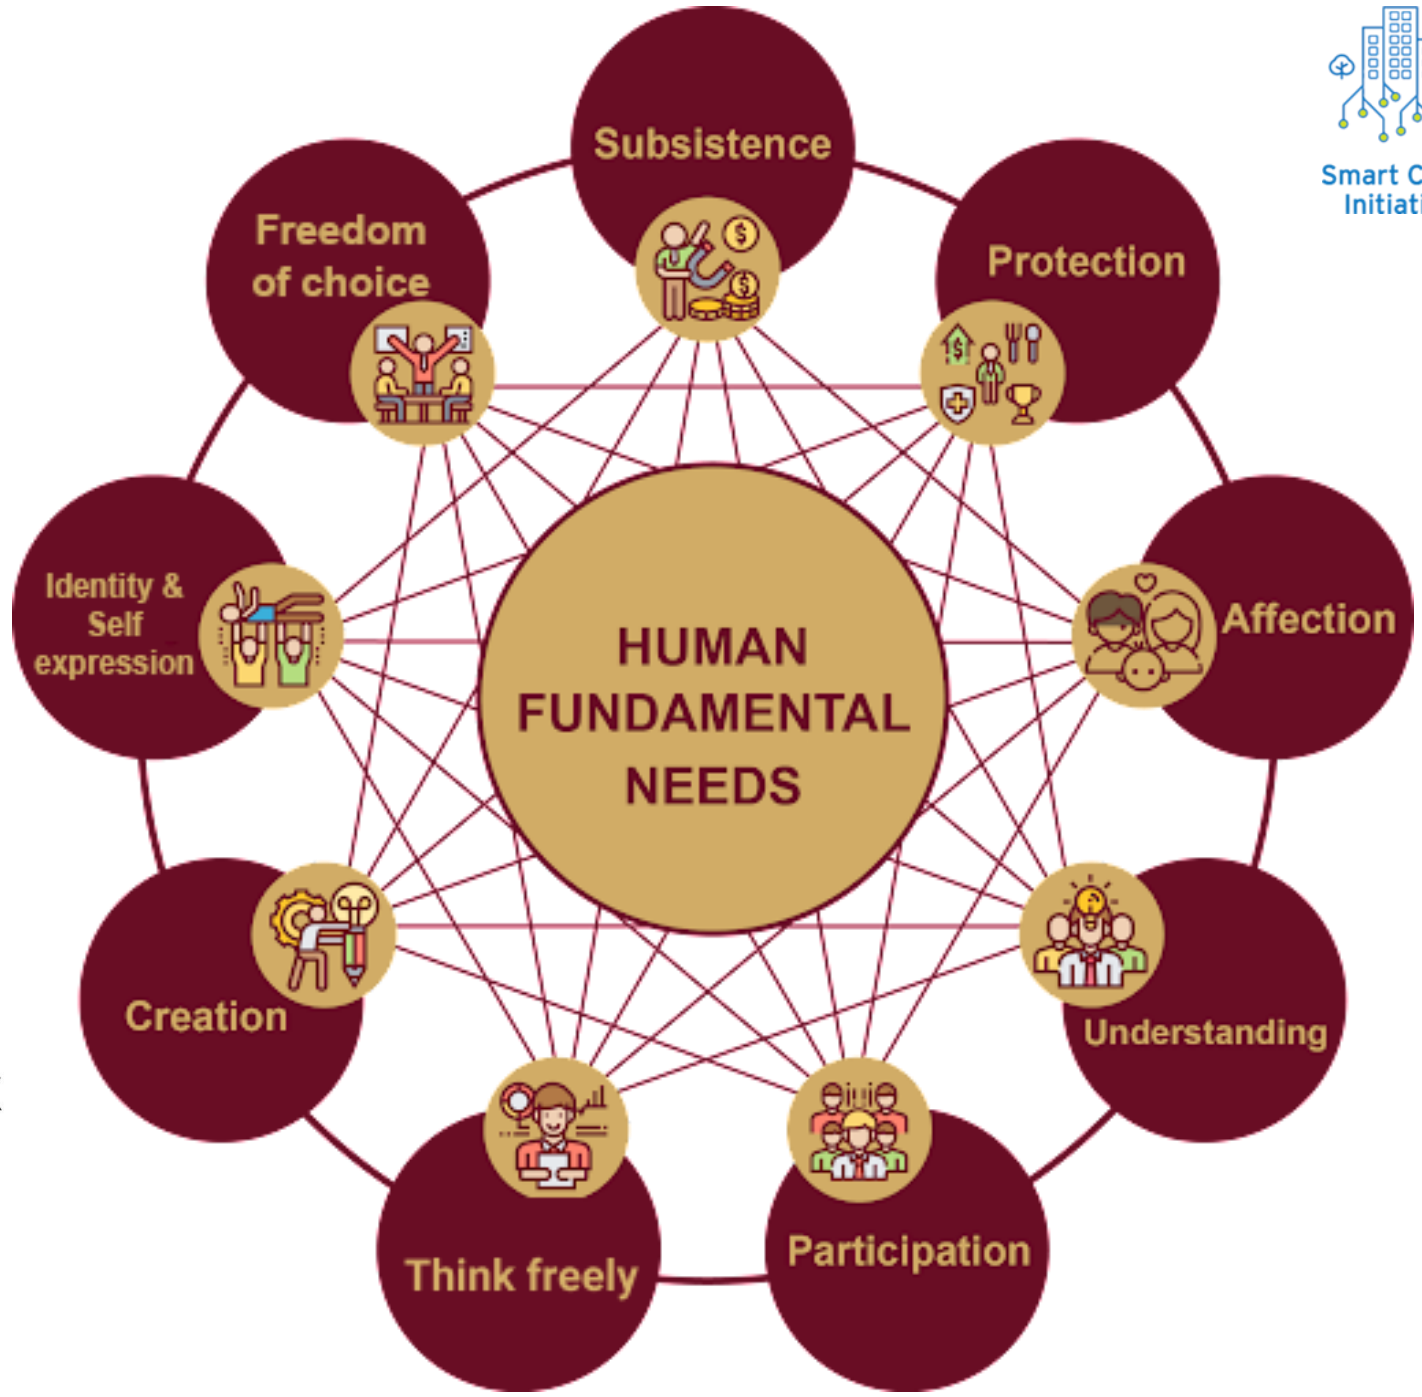 Subsistence
Freedom
of choice
Protection
Smart C
Initiati
Identity &
Self
expression
Affection
HUMAN
FUNDAMENTAL
NEEDS
Creation
Understanding
Think freely
Participation